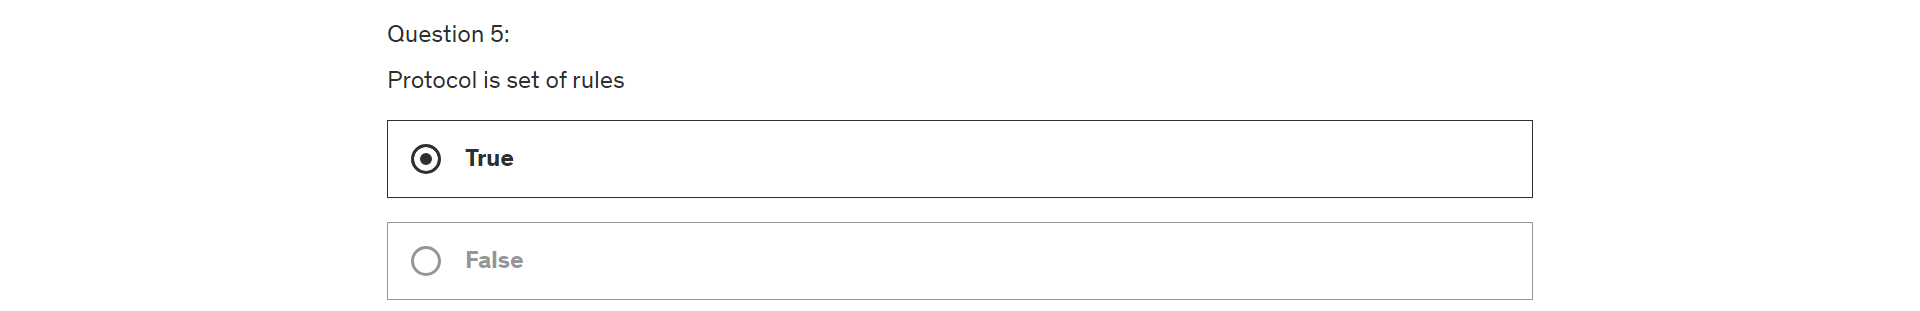 Question 5:
Protocol is set of rules
True
False